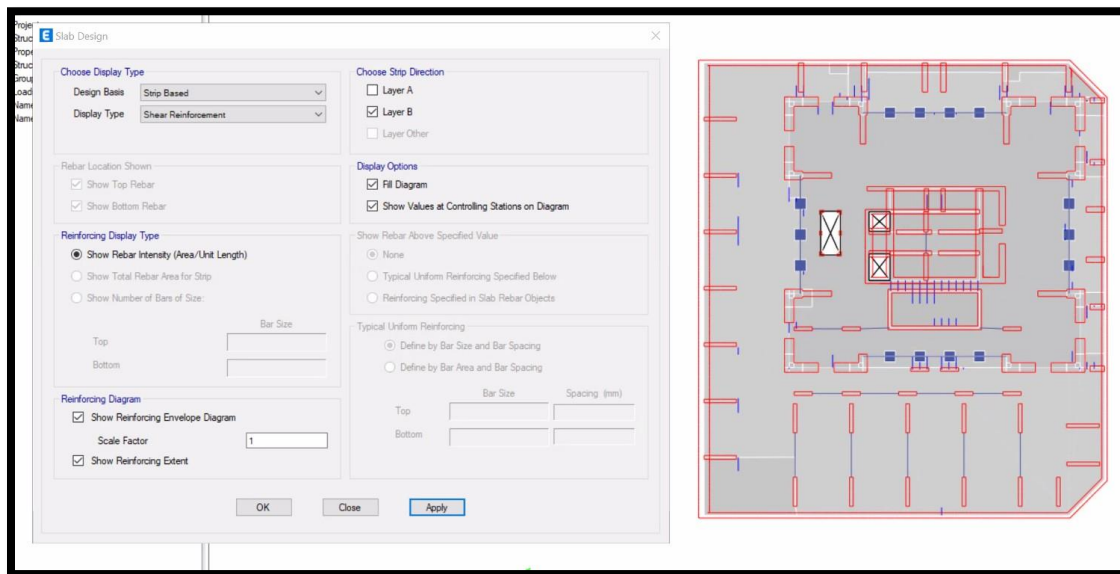 Slab Design
Choose Display Type
Design Basis Strip Based
Display Type Shear Reinforcement
Rebar Location Shown
Show Top Rebar
Show Bottom Rebar
Reinforcing Display Type
Show Rebar Intensity (Area/Unit Length)
Show Total Rebar Area for Strip
Show Number of Bars of Size:
Bar Size
Top
Bottom
Reinforcing Diagram
Show Reinforcing Envelope Diagram
Scale Factor 1
Show Reinforcing Extent
Choose Strip Direction
Layer A
Layer B
Layer Other
Display Options
Fill Diagram
Show Values at Controlling Stations on Diagram
Show Rebar Above Specified Value
None
Typical Uniform Reinforcing Specified Below
Reinforcing Specified in Slab Rebar Objects
Typical Uniform Reinforcing
Define by Bar Size and Bar Spacing
Define by Bar Area and Bar Spacing
Bar Size Spacing (mm)
Top
Bottom
OK Close Apply